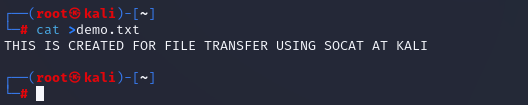 ┌──(root㉿kali)-[~]
└─# cat >demo.txt
THIS IS CREATED FOR FILE TRANSFER USING SOCAT AT KALI
┌──(root㉿kali)-[~]
└─#